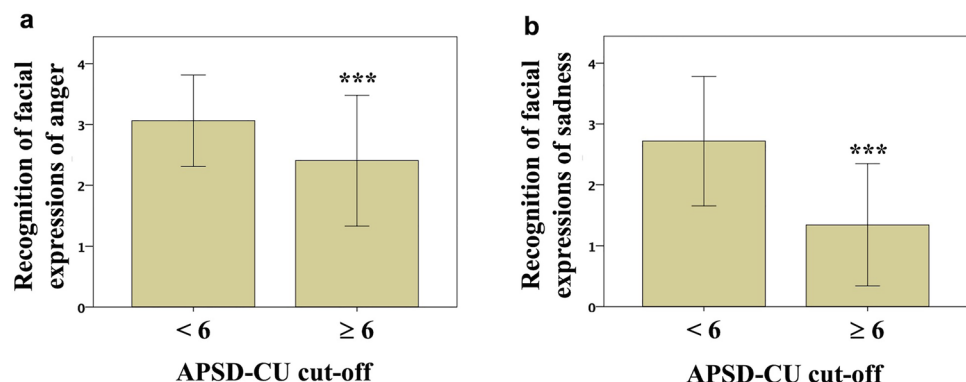 a
Recognition of facial
expressions of anger
4
3
2
1
0
***
< 6
≥ 6
APSD-CU cut-off
b
Recognition of facial
expressions of sadness
4
3
2
1
0
***
< 6
≥ 6
APSD-CU cut-off